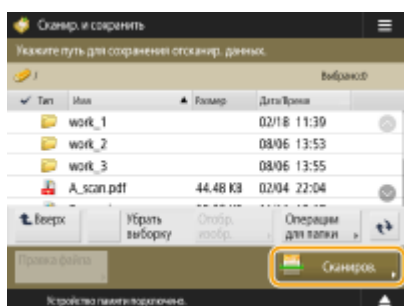 Сканир. и сохранить
Укажите путь для сохранения отсканир. данных.
/ Выбрано:0
Тип Имя ▲ Размер Дата/Время
work_1 02/18 11:39
work_2 08/06 13:53
work_3 08/06 13:55
A_scan.pdf 44.48 KB 02/04 22:04
Вверх Убрать выборку Отобр. изобр. Операции для папки
Правка файла Сканиров.
Устройство памяти подключено.